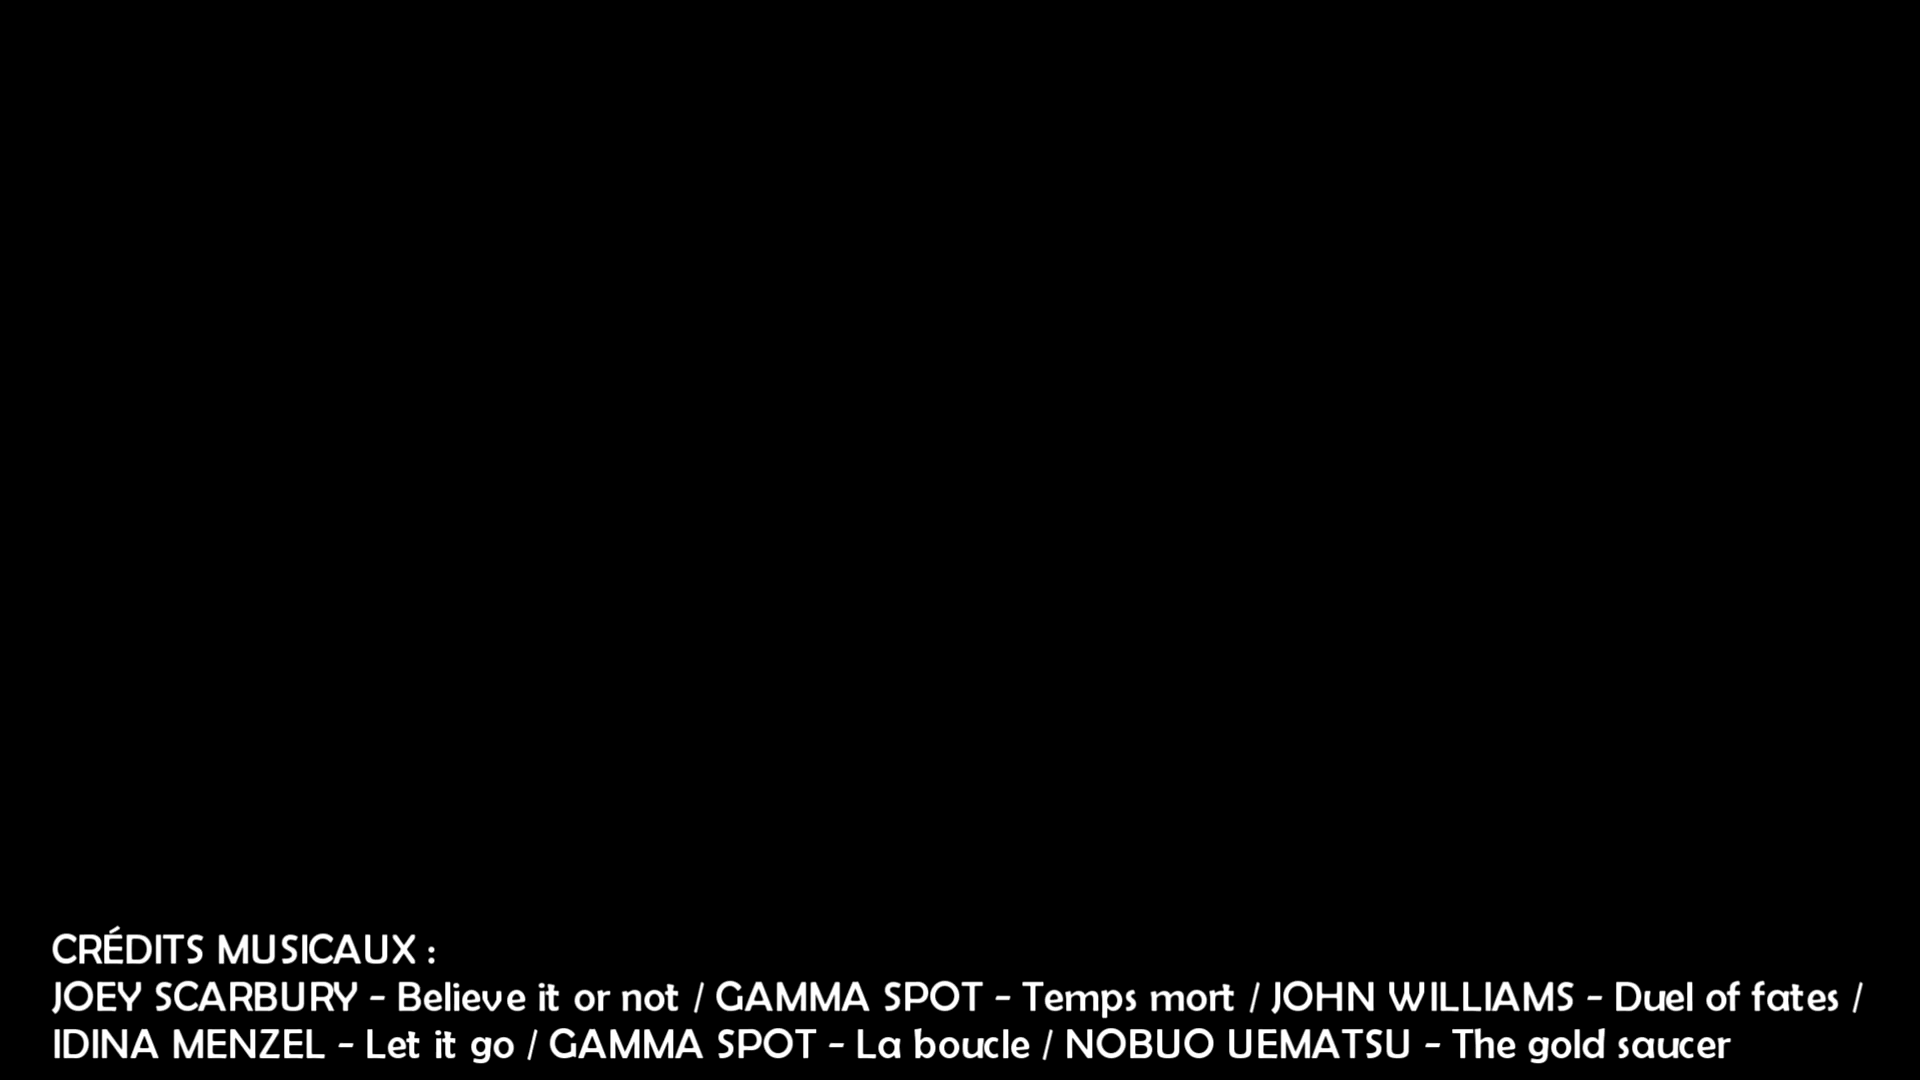 CRÉDITS MUSICAUX :
JOEY SCARBURY - Believe it or not / GAMMA SPOT - Temps mort / JOHN WILLIAMS - Duel of fates /
IDINA MENZEL - Let it go / GAMMA SPOT - La boucle / NOBUO UEMATSU - The gold saucer